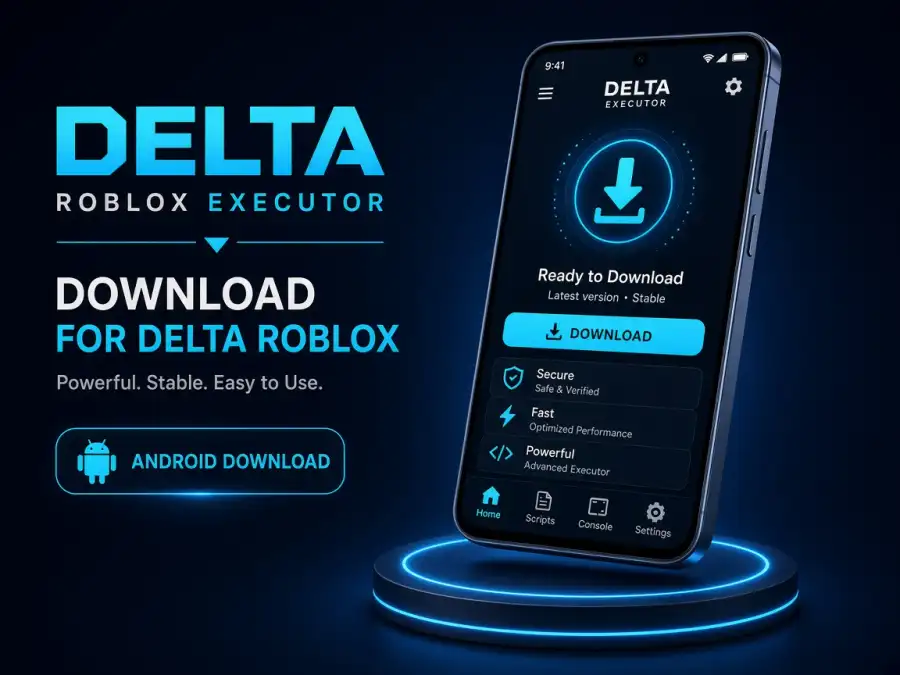 DELTA
ROBLOX EXECUTOR
DOWNLOAD
FOR DELTA ROBLOX
Powerful. Stable. Easy to Use.
ANDROID DOWNLOAD
9:41
DELTA
EXECUTOR
Ready to Download
Latest version • Stable
DOWNLOAD
Secure
Safe & Verified
Fast
Optimized Performance
</>
Powerful
Advanced Executor
Home
Scripts
Console
Settings